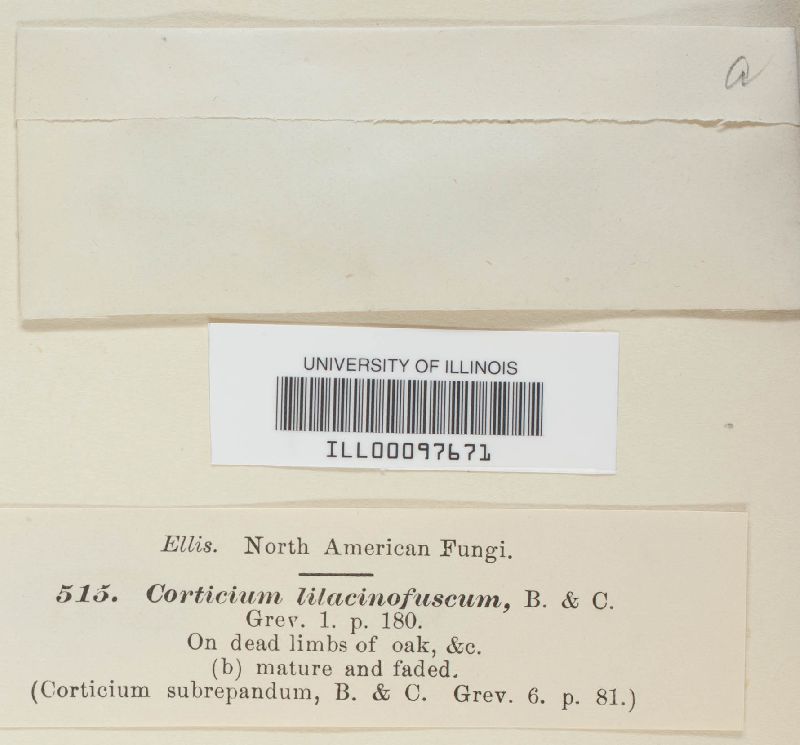 a
UNIVERSITY OF ILLINOIS
ILL00097671
Ellis. North American Fungi.
515. Corticium lilacinofuscum, B. & C.
Grev. 1. p. 180.
On dead limbs of oak, &c.
(b) mature and faded.
(Corticium subrepandum, B. & C. Grev. 6. p. 81.)